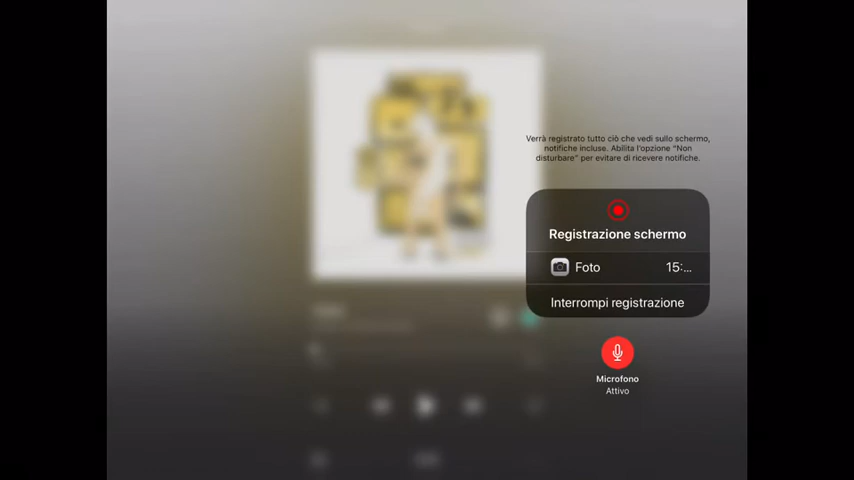 Verrà registrato tutto ciò che vedi sullo schermo,
notifiche incluse. Abilita l'opzione “Non
disturbare” per evitare di ricevere notifiche.
Registrazione schermo
Foto 15:...
Interrompi registrazione
Microfono
Attivo